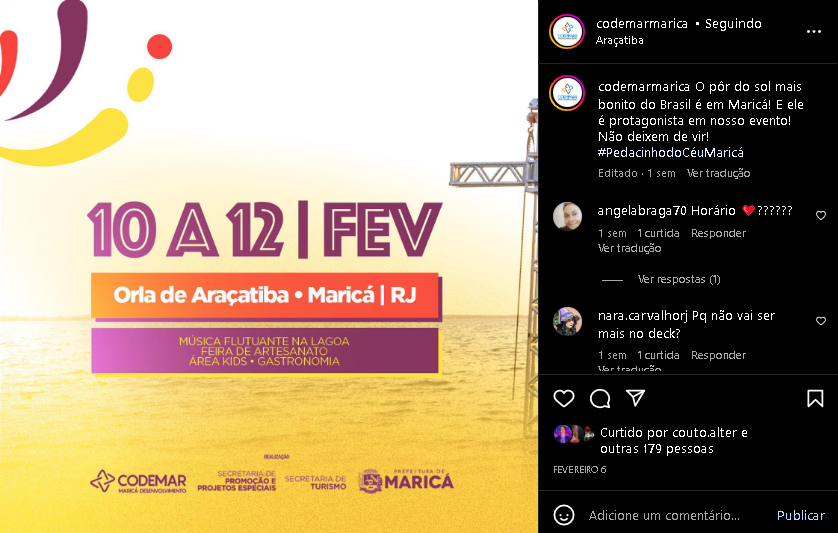 10 A 12 | FEV
Orla de Araçatiba • Maricá | RJ
MÚSICA FLUTUANTE NA LAGOA
FEIRA DE ARTESANATO
ÁREA KIDS • GASTRONOMIA
REALIZAÇÃO
CODEMAR
MARICÁ DESENVOLVIMENTO
SECRETARIA DE
PROMOÇÃO E
PROJETOS ESPECIAIS
SECRETARIA DE
TURISMO
PREFEITURA DE
MARICÁ
codemarmarica • Seguindo
Araçatiba
codemarmarica O pôr do sol mais
bonito do Brasil é em Maricá! E ele
é protagonista em nosso evento!
Não deixem de vir!
#PedacinhodoCéuMaricá
Editado · 1 sem Ver tradução
angelabraga70 Horário 💔??????
1 sem 1 curtida Responder
Ver tradução
Ver respostas (1)
nara.carvalhorj Pq não vai ser
mais no deck?
1 sem 1 curtida Responder
Ver tradução
Curtido por couto.alter e
outras 179 pessoas
FEVEREIRO 6
Adicione um comentário... Publicar